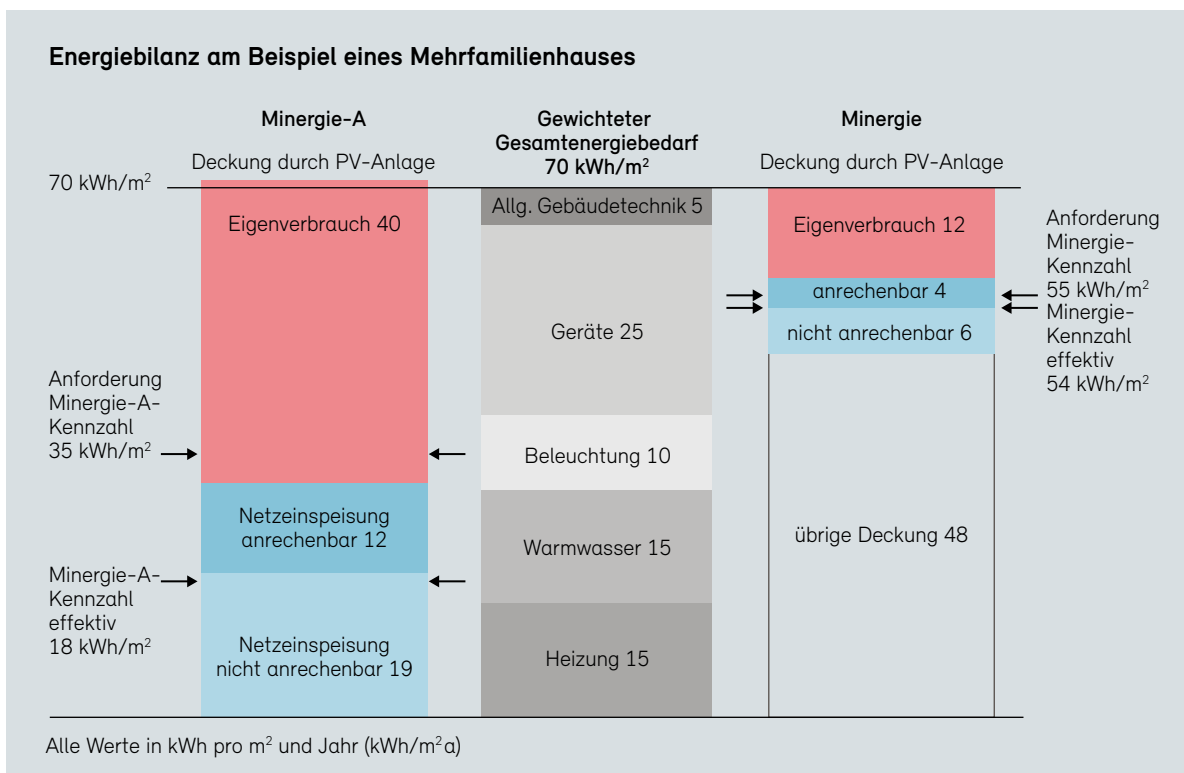 Energiebilanz am Beispiel eines Mehrfamilienhauses
Minergie-A
Deckung durch PV-Anlage
Gewichteter
Gesamtenergiebedarf
70 kWh/m²
Minergie
Deckung durch PV-Anlage
70 kWh/m²
Eigenverbrauch 40
Anforderung
Minergie-A-
Kennzahl
35 kWh/m²
Netzeinspeisung
anrechenbar 12
Minergie-A-
Kennzahl
effektiv
18 kWh/m²
Netzeinspeisung
nicht anrechenbar 19
Allg. Gebäudetechnik 5
Geräte 25
Beleuchtung 10
Warmwasser 15
Heizung 15
Eigenverbrauch 12
anrechenbar 4
nicht anrechenbar 6
übrige Deckung 48
Anforderung
Minergie-
Kennzahl
55 kWh/m²
Minergie-
Kennzahl
effektiv
54 kWh/m²
Alle Werte in kWh pro m² und Jahr (kWh/m²a)